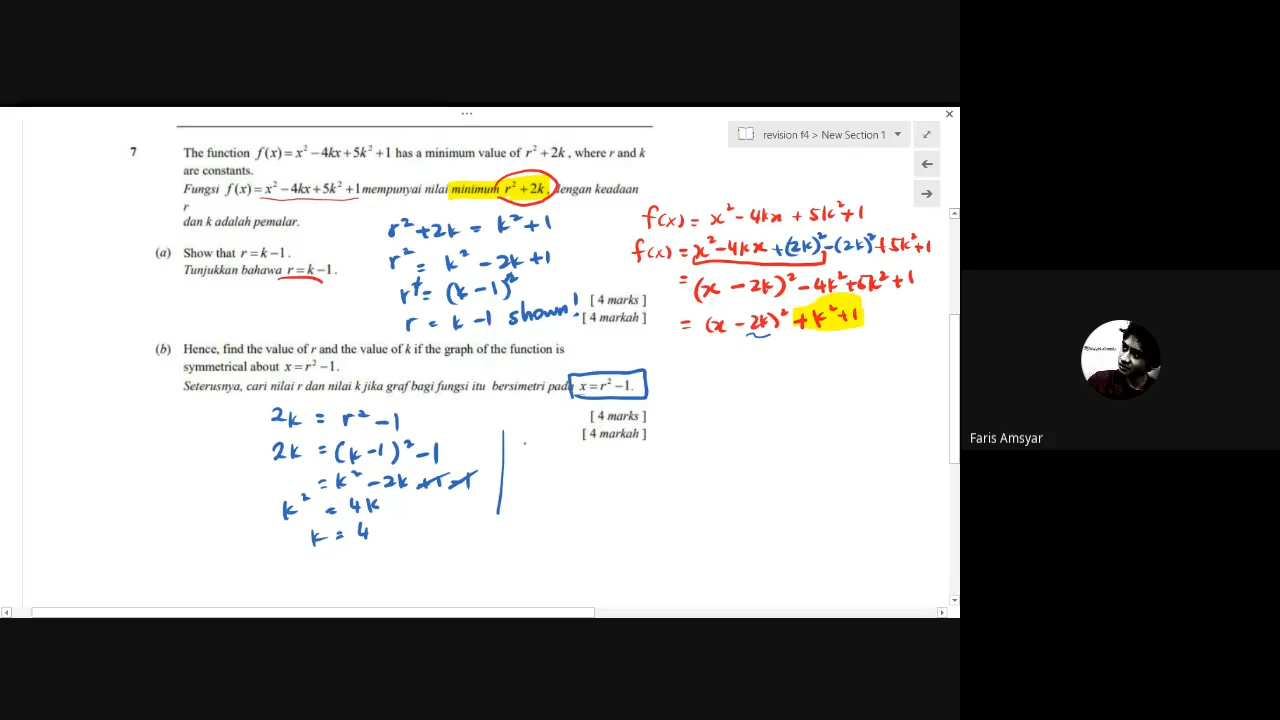 revision f4 > New Section 1
7 The function f(x) = x² − 4kx + 5k² + 1 has a minimum value of r² + 2k, where r and k
are constants.
Fungsi f(x) = x² − 4kx + 5k² + 1 mempunyai nilai minimum r² + 2k, dengan keadaan
r
dan k adalah pemalar.
(a) Show that r = k − 1.
Tunjukkan bahawa r = k − 1.
[ 4 marks ]
[ 4 markah ]
r² + 2k = k² + 1
r² = k² − 2k + 1
r² = (k − 1)²
r = k − 1 shown!
f(x) = x² − 4kx + 5k² + 1
f(x) = x² − 4kx + (2k)² − (2k)² + 5k² + 1
= (x − 2k)² − 4k² + 5k² + 1
= (x − 2k)² + k² + 1
(b) Hence, find the value of r and the value of k if the graph of the function is
symmetrical about x = r² − 1.
Seterusnya, cari nilai r dan nilai k jika graf bagi fungsi itu bersimetri pada x = r² − 1.
[ 4 marks ]
[ 4 markah ]
2k = r² − 1
2k = (k − 1)² − 1
= k² − 2k + 1 − 1
k² = 4k
k = 4
Faris Amsyar